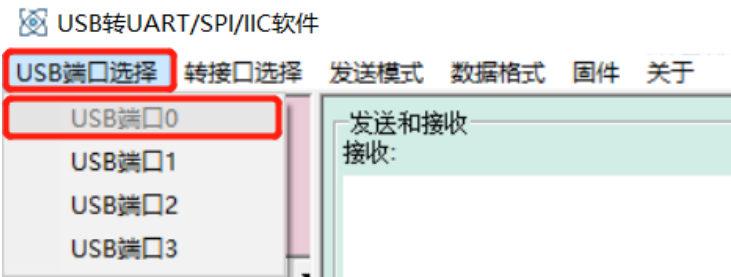 USB转UART/SPI/IIC软件
USB端口选择 转接口选择 发送模式 数据格式 固件 关于
USB端口0
USB端口1
USB端口2
USB端口3
发送和接收
接收: